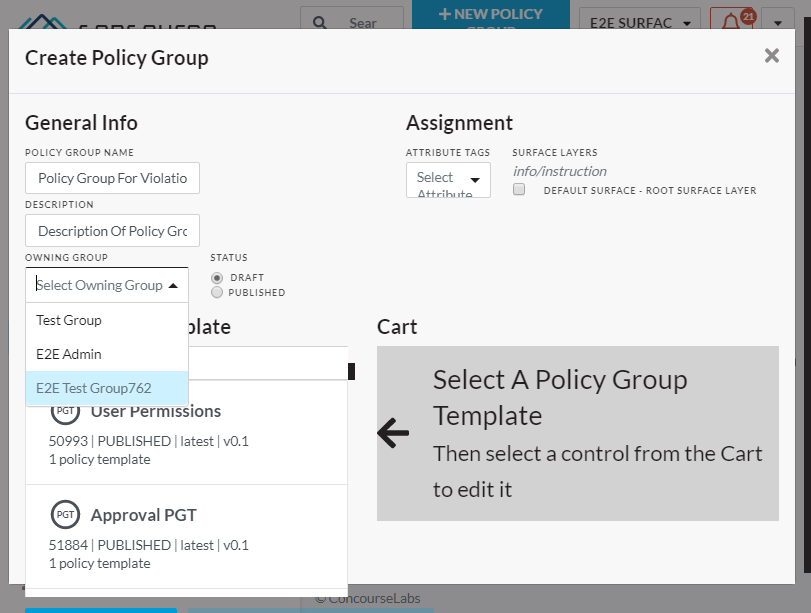 Sear
NEW POLICY
GROUP
E2E SURFAC
21
Create Policy Group
General Info
POLICY GROUP NAME
Policy Group For Violatio
DESCRIPTION
Description Of Policy Grc
OWNING GROUP
Select Owning Group
Test Group
E2E Admin
E2E Test Group762
STATUS
DRAFT
PUBLISHED
Assignment
ATTRIBUTE TAGS
Select
Attribute
SURFACE LAYERS
info/instruction
DEFAULT SURFACE - ROOT SURFACE LAYER
plate
PGT
User Permissions
50993 | PUBLISHED | latest | v0.1
1 policy template
PGT
Approval PGT
51884 | PUBLISHED | latest | v0.1
1 policy template
Cart
Select A Policy Group
Template
Then select a control from the Cart
to edit it
© ConcourseLabs